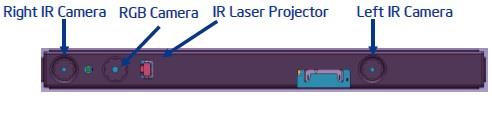 Right IR Camera
RGB Camera
IR Laser Projector
Left IR Camera